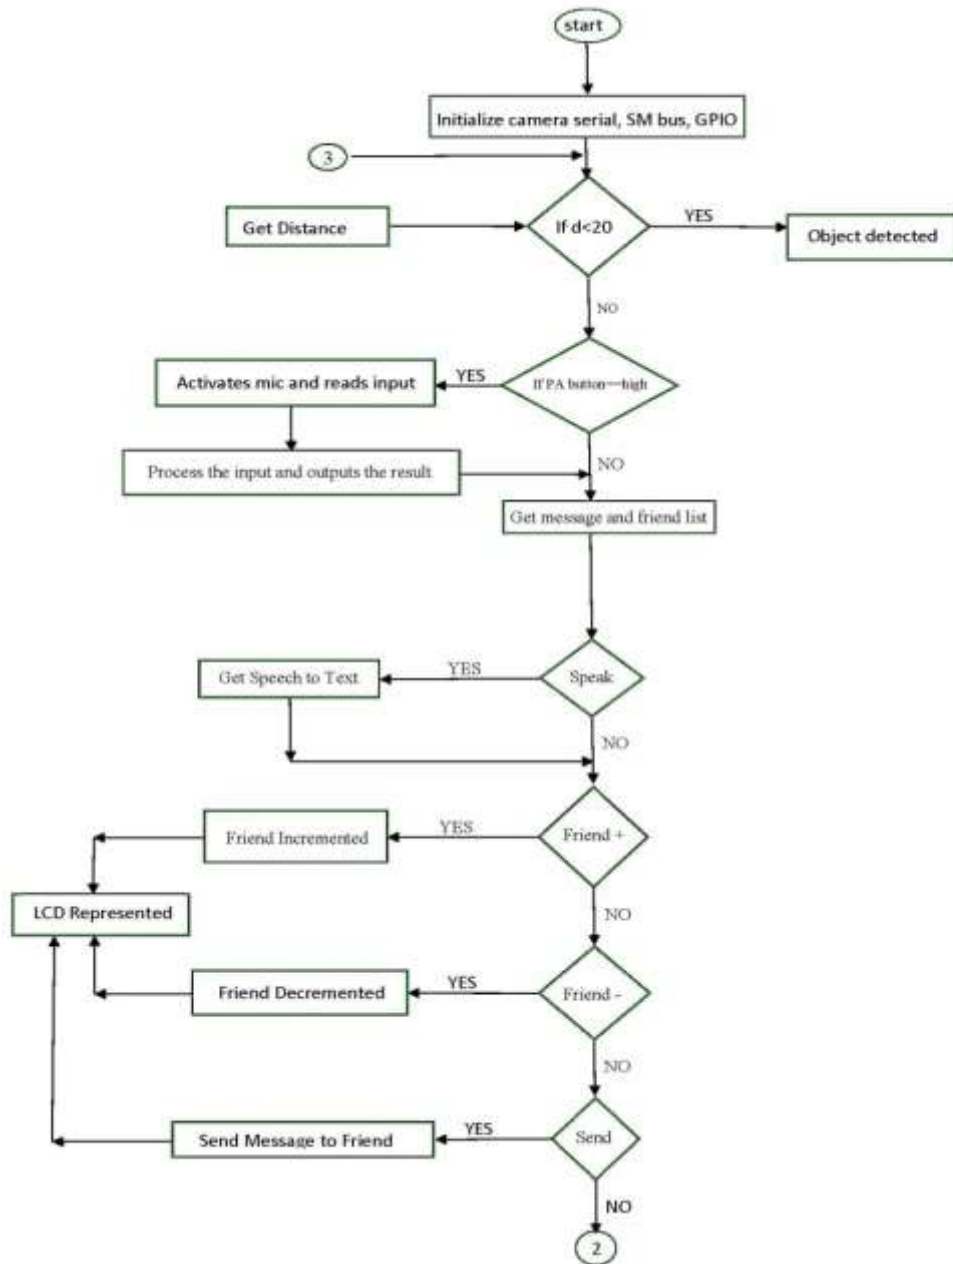 start
Initialize camera serial, SM bus, GPIO
3
Get Distance
If d<20
YES
Object detected
NO
Activates mic and reads input
YES
If PA button==high
Process the input and outputs the result
NO
Get message and friend list
Get Speech to Text
YES
Speak
NO
Friend Incremented
YES
Friend +
LCD Represented
NO
Friend Decremented
YES
Friend -
NO
Send Message to Friend
YES
Send
NO
2